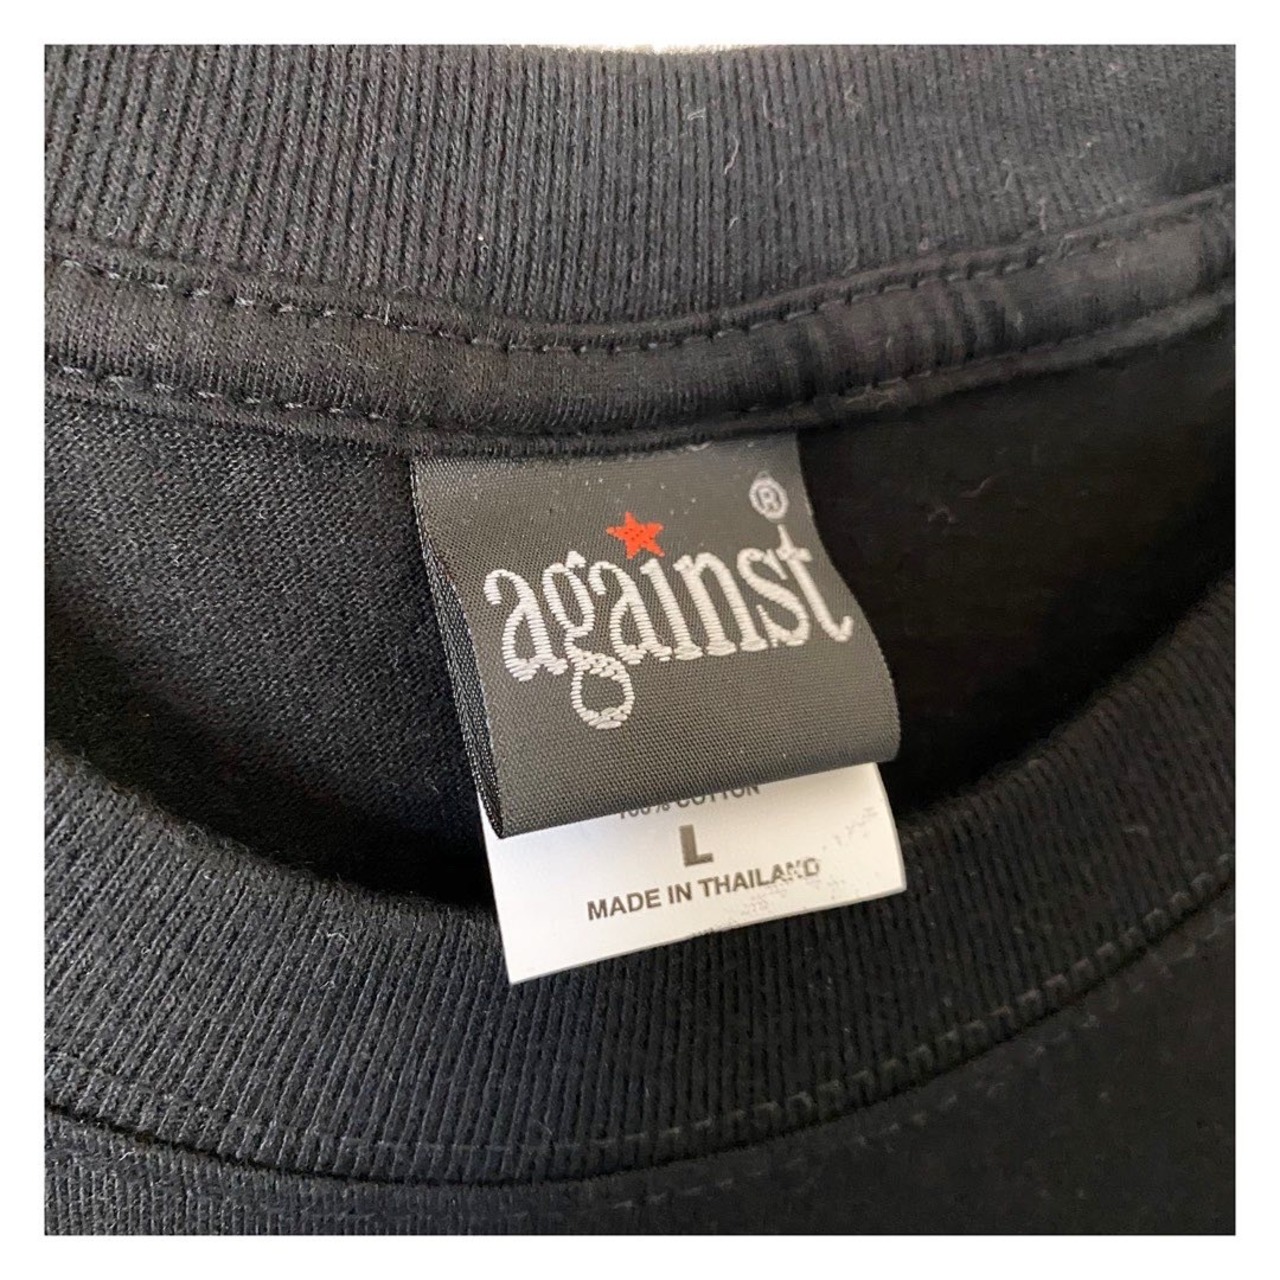 against®
100% COTTON
L
MADE IN THAILAND